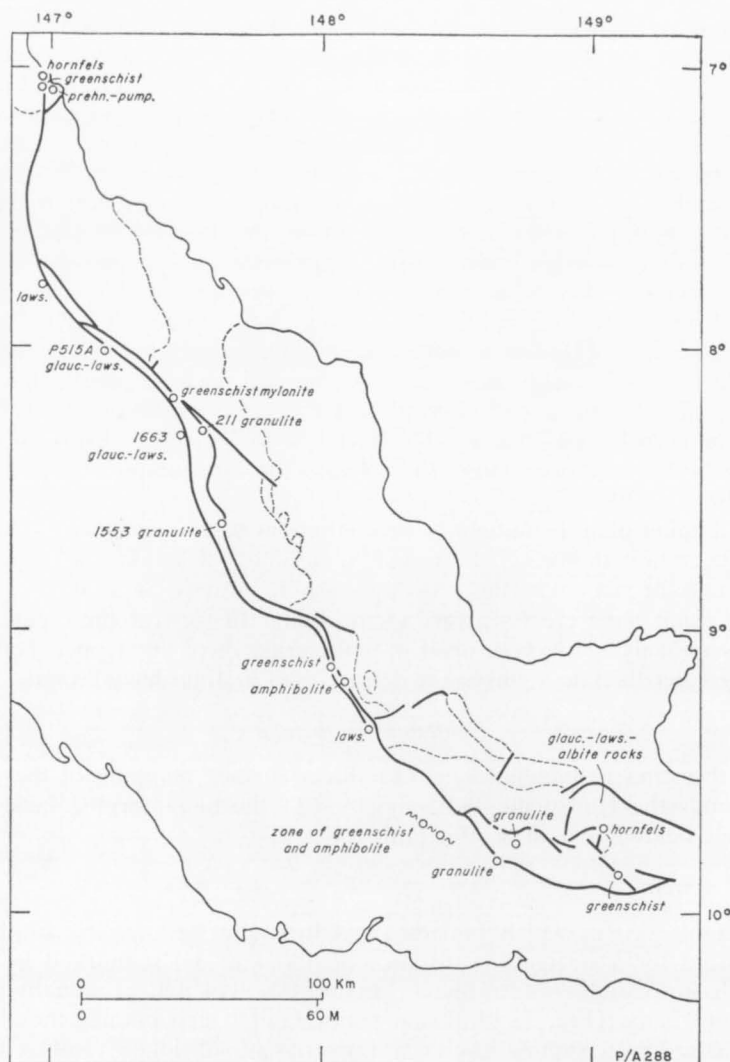 147° 148° 149°
hornfels
greenschist
prehn.-pump.
7°
laws.
P515A
glauc.-laws.
8°
greenschist mylonite
211 granulite
1663
glauc.-laws.
1553 granulite
9°
greenschist
amphibolite
laws.
glauc.-laws.-
albite rocks
zone of greenschist
and amphibolite
granulite
hornfels
granulite
greenschist
10°
0 100 Km
0 60 M
P/A 288